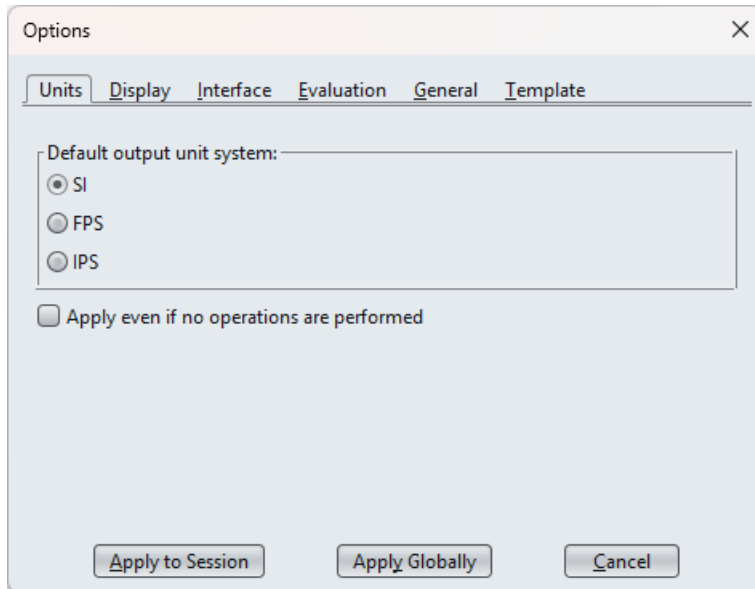 Options
Units Display Interface Evaluation General Template
Default output unit system:
SI
FPS
IPS
Apply even if no operations are performed
Apply to Session Apply Globally Cancel